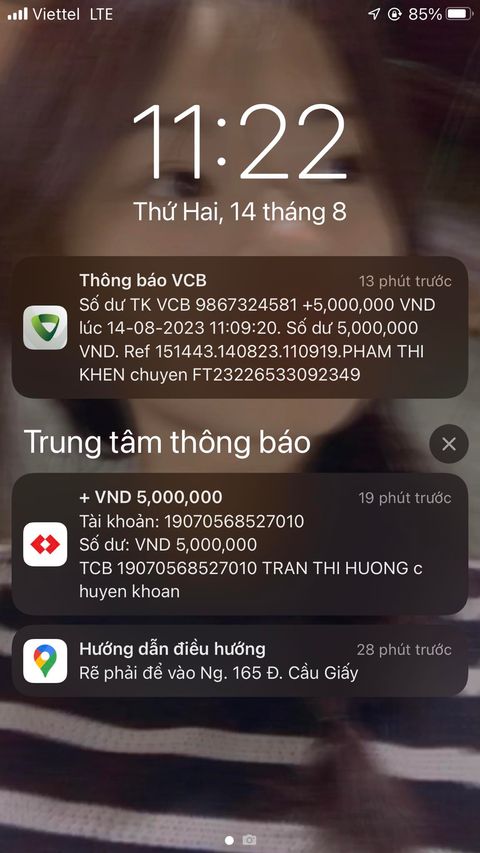 Viettel LTE 85%
11:22
Thứ Hai, 14 tháng 8
Thông báo VCB 13 phút trước
Số dư TK VCB 9867324581 +5,000,000 VND
lúc 14-08-2023 11:09:20. Số dư 5,000,000
VND. Ref 151443.140823.110919.PHAM THI
KHEN chuyen FT23226533092349
Trung tâm thông báo
+ VND 5,000,000 19 phút trước
Tài khoản: 19070568527010
Số dư: VND 5,000,000
TCB 19070568527010 TRAN THI HUONG c
huyen khoan
Hướng dẫn điều hướng 28 phút trước
Rẽ phải để vào Ng. 165 Đ. Cầu Giấy